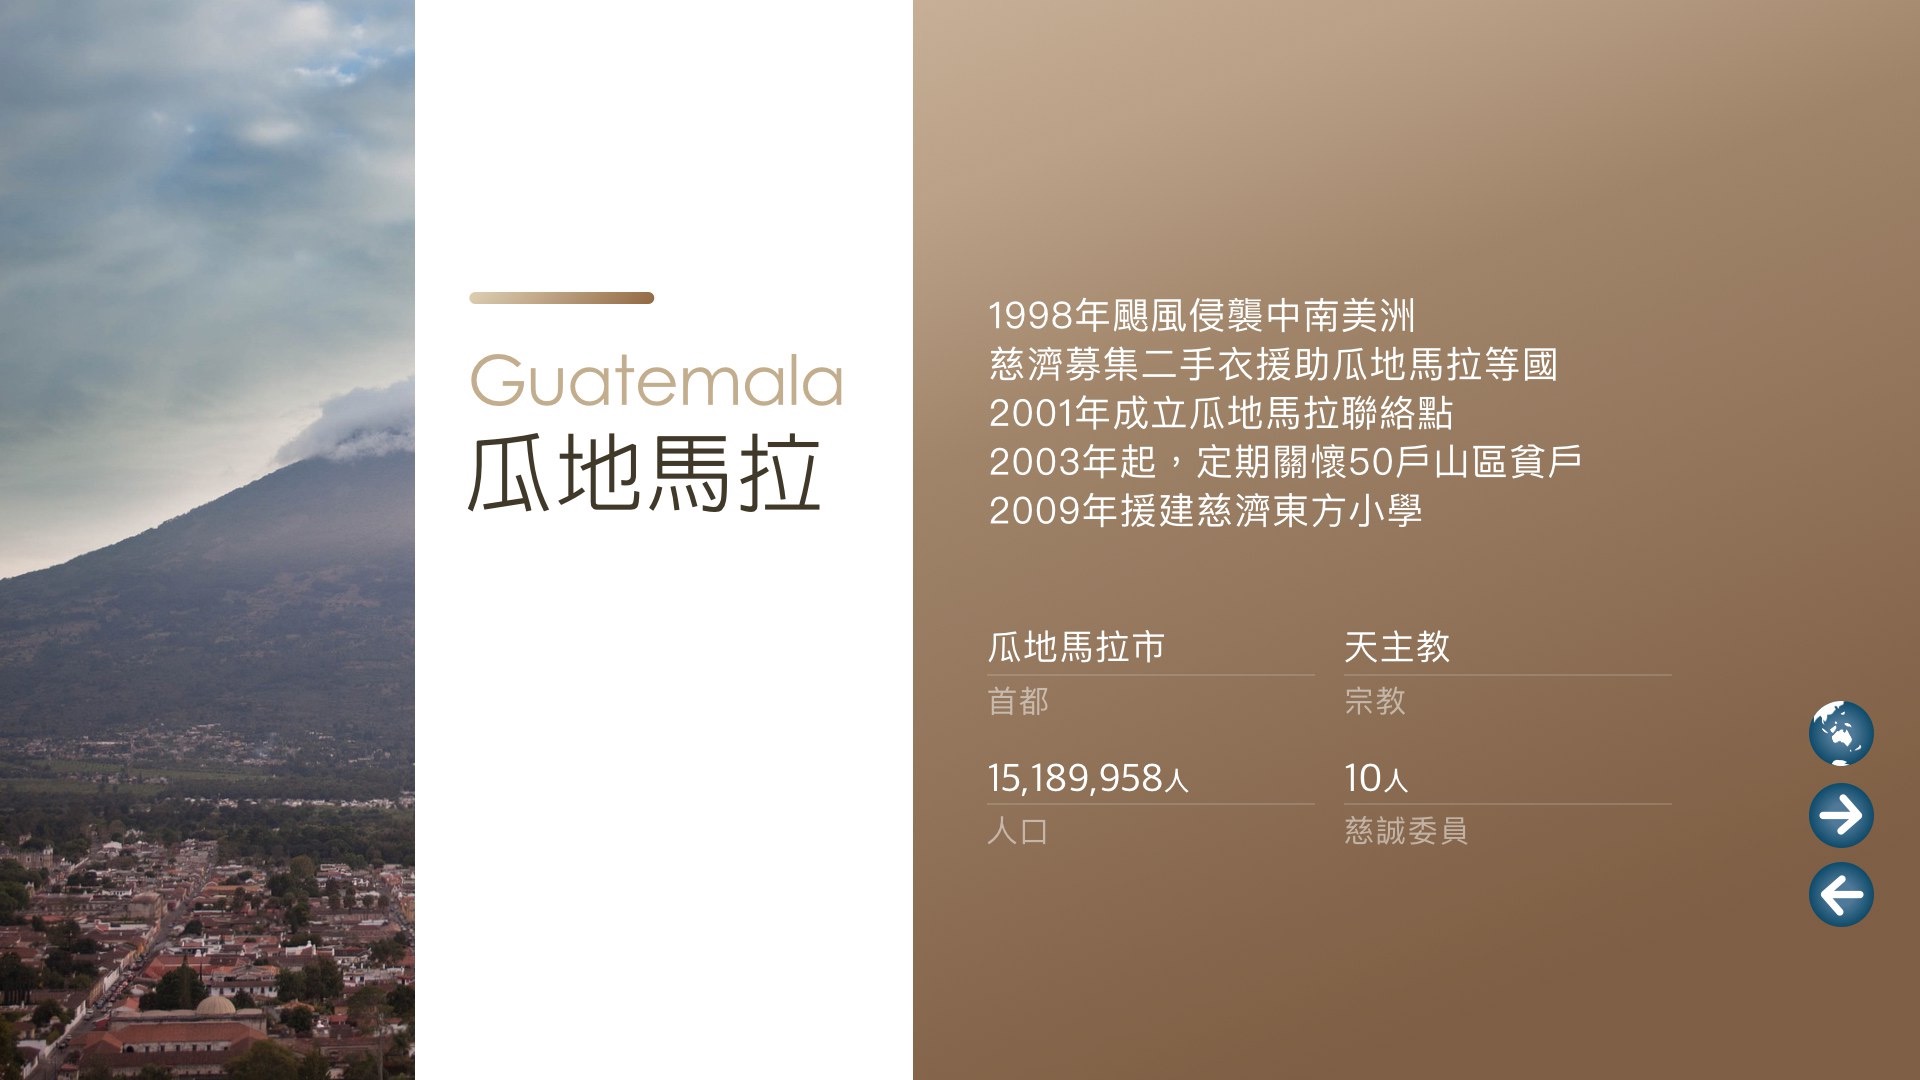 Guatemala
瓜地馬拉
1998年颶風侵襲中南美洲
慈濟募集二手衣援助瓜地馬拉等國
2001年成立瓜地馬拉聯絡點
2003年起，定期關懷50戶山區貧戶
2009年援建慈濟東方小學
瓜地馬拉市
首都
天主教
宗教
15,189,958人
人口
10人
慈誠委員